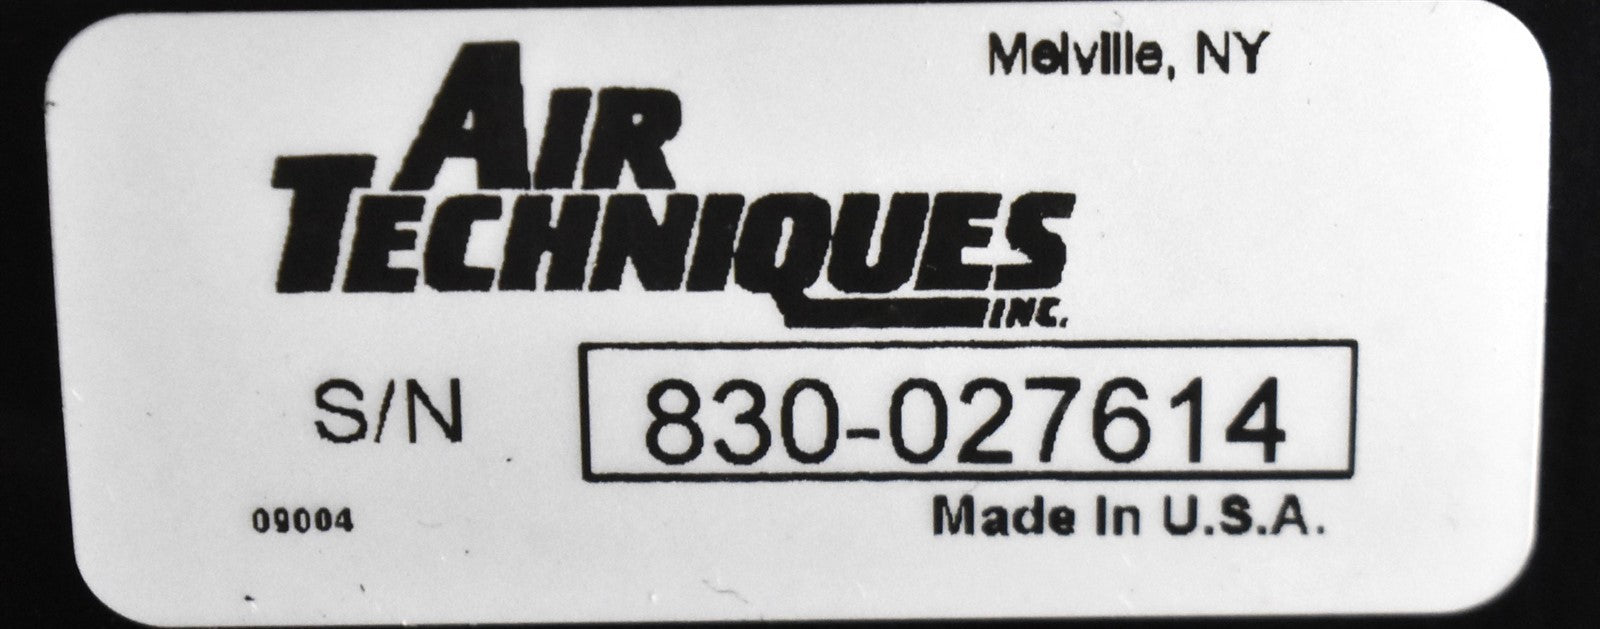 Melville, NY
AIR
TECHNIQUES
INC.
S/N 830-027614
09004
Made In U.S.A.